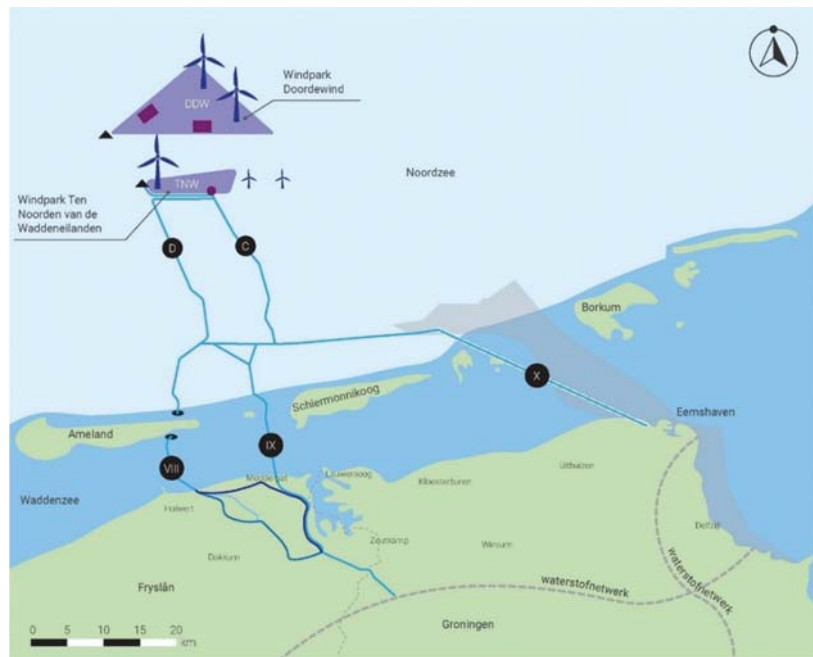 Windpark
Doordewind
DDW
TNW
Noordzee
Windpark Ten
Noorden van de
Waddeneilanden
D
C
Borkum
X
Schiermonnikoog
Eemshaven
Ameland
IX
VIII
Lauwersoog
Kloosterburen
Uithuizen
Waddenzee
Holwert
Delfzijl
Zoutkamp
Winsum
Dokkum
waterstofnetwerk
waterstofnetwerk
Fryslân
Groningen
0 5 10 15 20
km